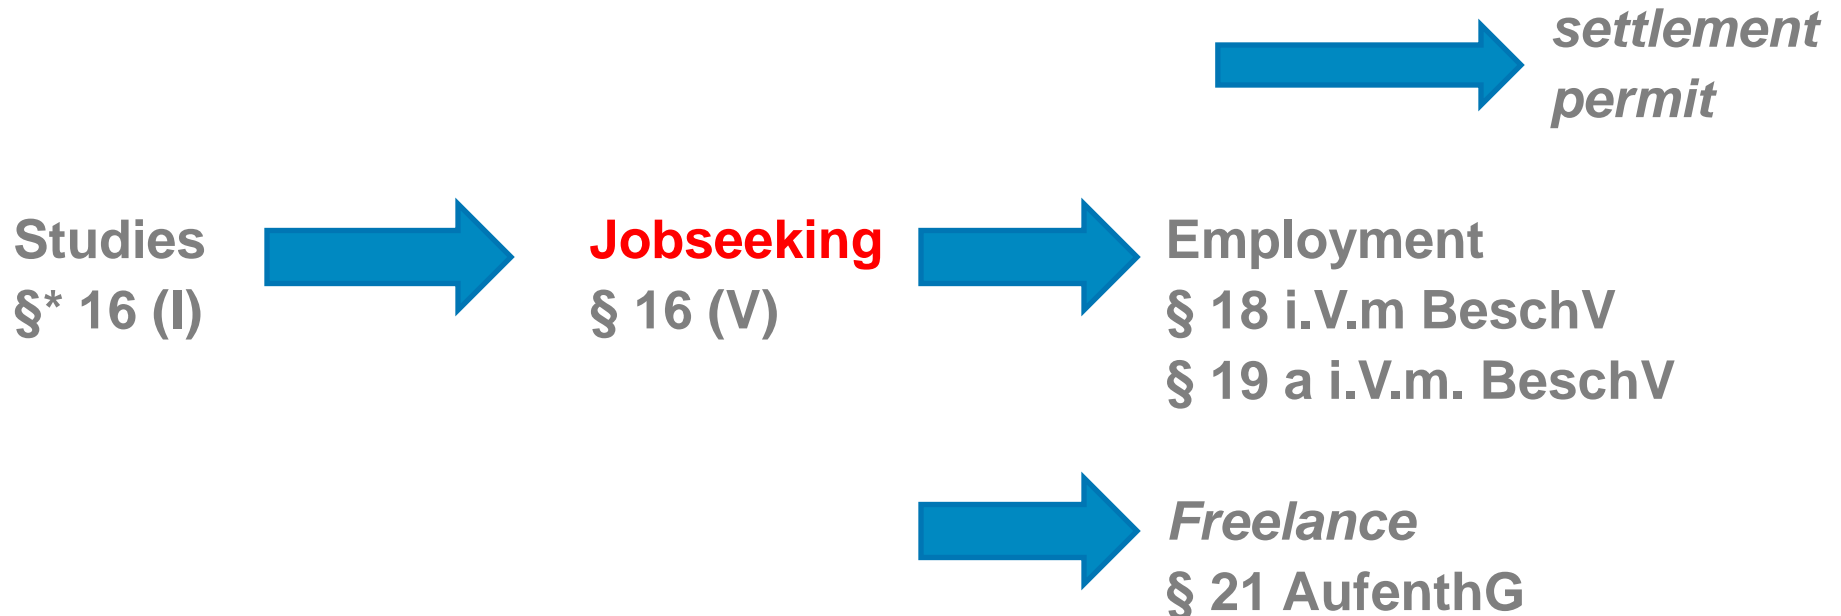 settlement
permit
Studies
§* 16 (I)
Jobseeking
§ 16 (V)
Employment
§ 18 i.V.m BeschV
§ 19 a i.V.m. BeschV
Freelance
§ 21 AufenthG